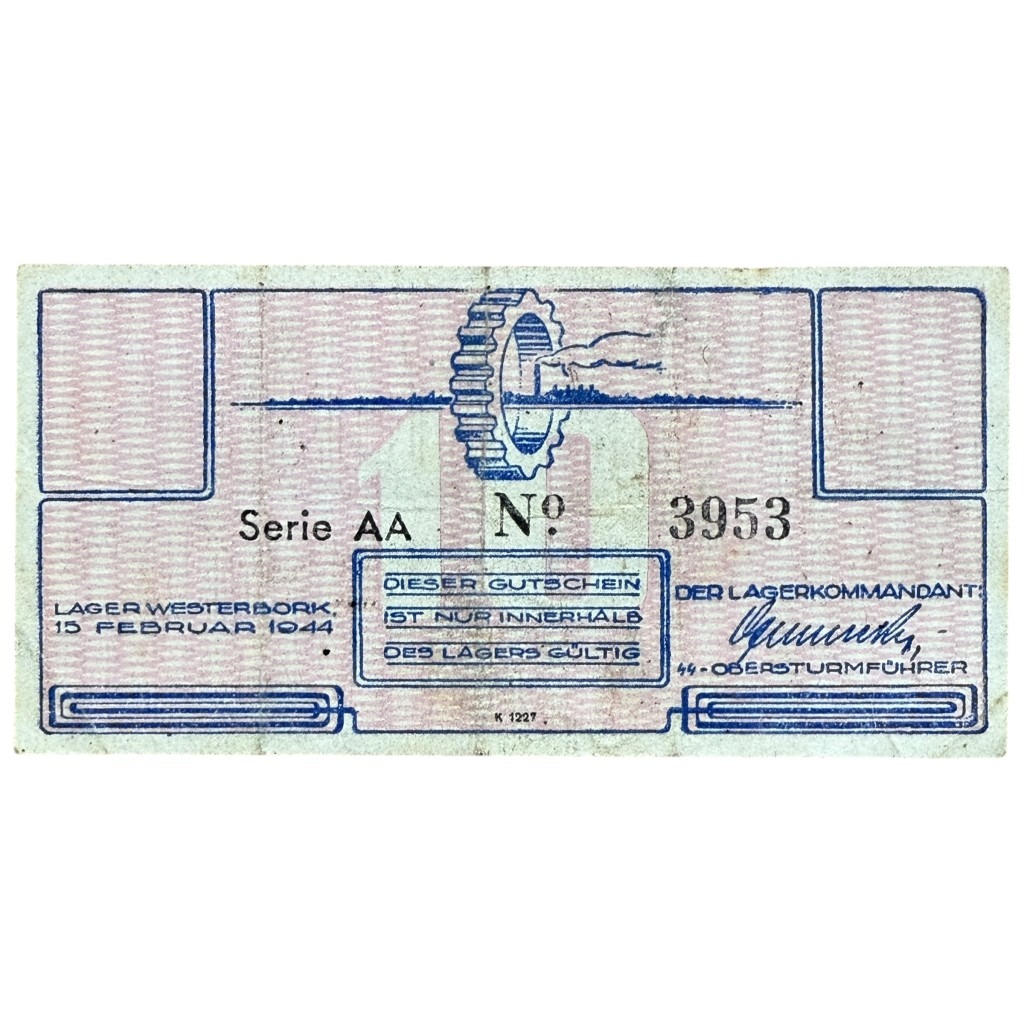 10
Serie AA No. 3953
DIESER GUTSCHEIN
IST NUR INNERHALB
DES LAGERS GÜLTIG
LAGER WESTERBORK,
15 FEBRUAR 1944
DER LAGERKOMMANDANT:
SS-OBERSTURMFÜHRER
K 1227